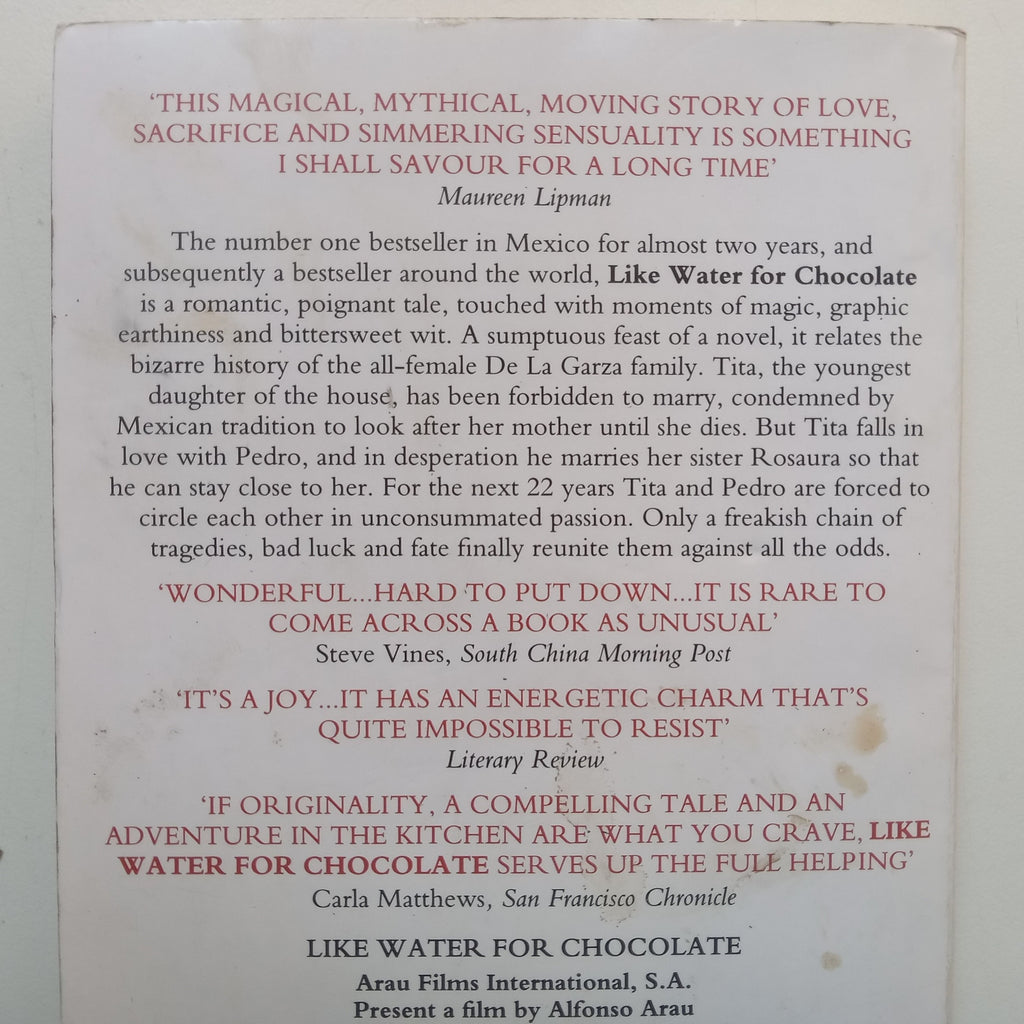 ‘THIS MAGICAL, MYTHICAL, MOVING STORY OF LOVE,
SACRIFICE AND SIMMERING SENSUALITY IS SOMETHING
I SHALL SAVOUR FOR A LONG TIME’
Maureen Lipman
The number one bestseller in Mexico for almost two years, and
subsequently a bestseller around the world, Like Water for Chocolate
is a romantic, poignant tale, touched with moments of magic, graphic
earthiness and bittersweet wit. A sumptuous feast of a novel, it relates the
bizarre history of the all-female De La Garza family. Tita, the youngest
daughter of the house, has been forbidden to marry, condemned by
Mexican tradition to look after her mother until she dies. But Tita falls in
love with Pedro, and in desperation he marries her sister Rosaura so that
he can stay close to her. For the next 22 years Tita and Pedro are forced to
circle each other in unconsummated passion. Only a freakish chain of
tragedies, bad luck and fate finally reunite them against all the odds.
‘WONDERFUL...HARD TO PUT DOWN...IT IS RARE TO
COME ACROSS A BOOK AS UNUSUAL’
Steve Vines, South China Morning Post
‘IT’S A JOY...IT HAS AN ENERGETIC CHARM THAT’S
QUITE IMPOSSIBLE TO RESIST’
Literary Review
‘IF ORIGINALITY, A COMPELLING TALE AND AN
ADVENTURE IN THE KITCHEN ARE WHAT YOU CRAVE, LIKE
WATER FOR CHOCOLATE SERVES UP THE FULL HELPING’
Carla Matthews, San Francisco Chronicle
LIKE WATER FOR CHOCOLATE
Arau Films International, S.A.
Present a film by Alfonso Arau